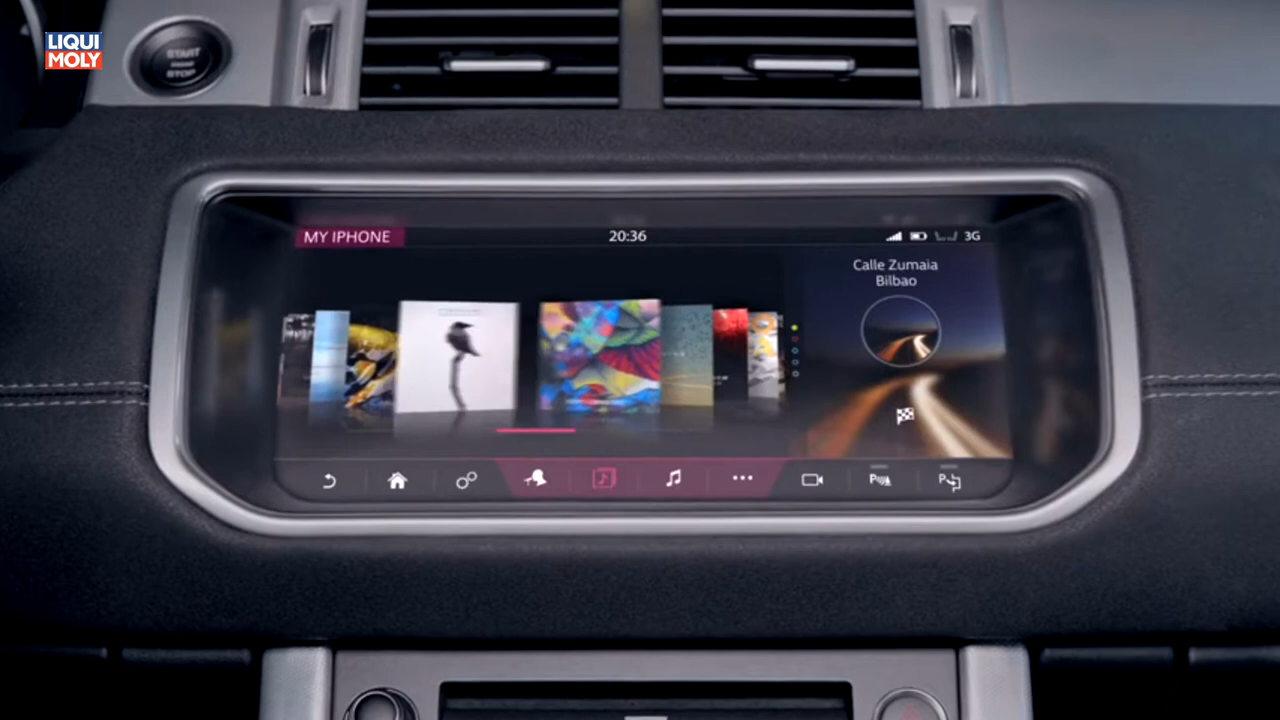 LIQUI
MOLY
START
STOP
MY IPHONE
20:36
3G
Calle Zumaia
Bilbao
P
P